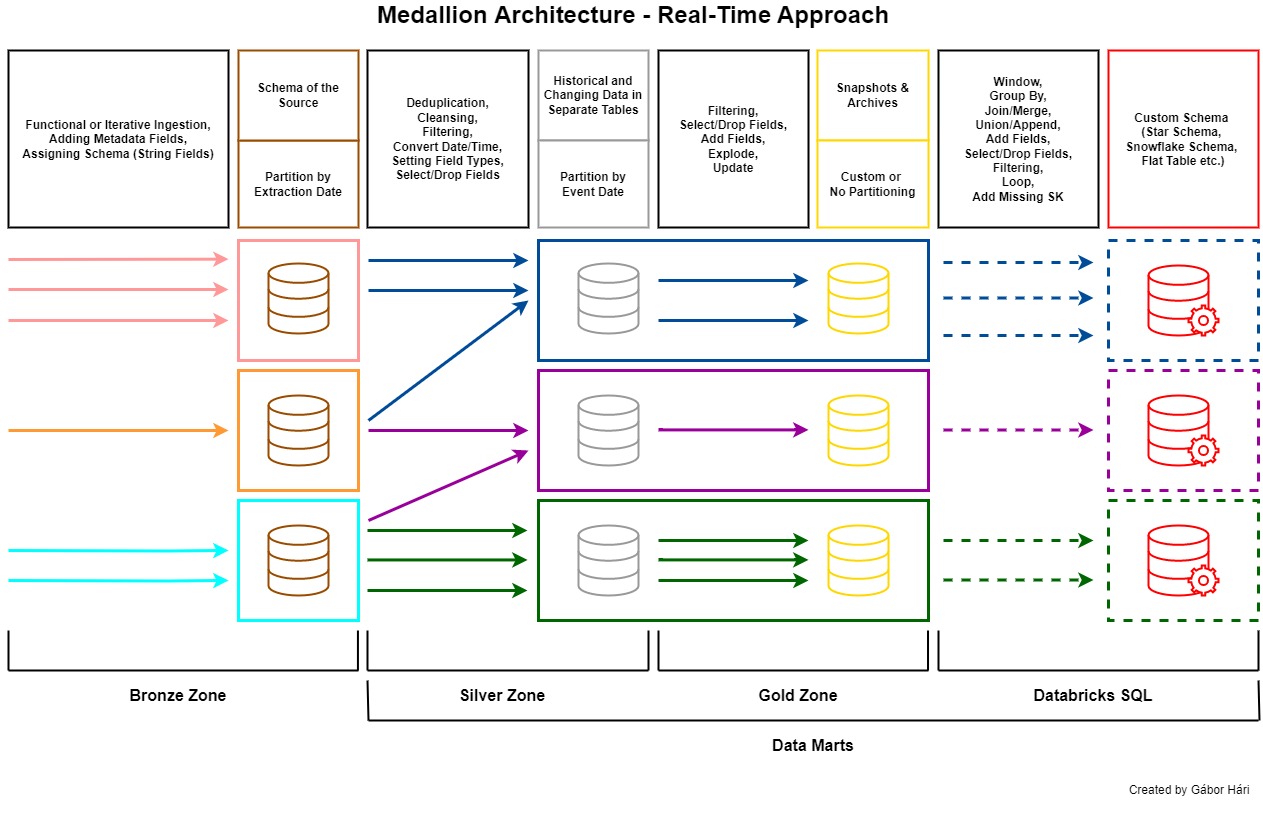 Medallion Architecture - Real-Time Approach
Functional or Iterative Ingestion,
Adding Metadata Fields,
Assigning Schema (String Fields)
Schema of the
Source
Partition by
Extraction Date
Deduplication,
Cleansing,
Filtering,
Convert Date/Time,
Setting Field Types,
Select/Drop Fields
Historical and
Changing Data in
Separate Tables
Partition by
Event Date
Filtering,
Select/Drop Fields,
Add Fields,
Explode,
Update
Snapshots &
Archives
Custom or
No Partitioning
Window,
Group By,
Join/Merge,
Union/Append,
Add Fields,
Select/Drop Fields,
Filtering,
Loop,
Add Missing SK
Custom Schema
(Star Schema,
Snowflake Schema,
Flat Table etc.)
Bronze Zone
Silver Zone
Gold Zone
Databricks SQL
Data Marts
Created by Gábor Hári